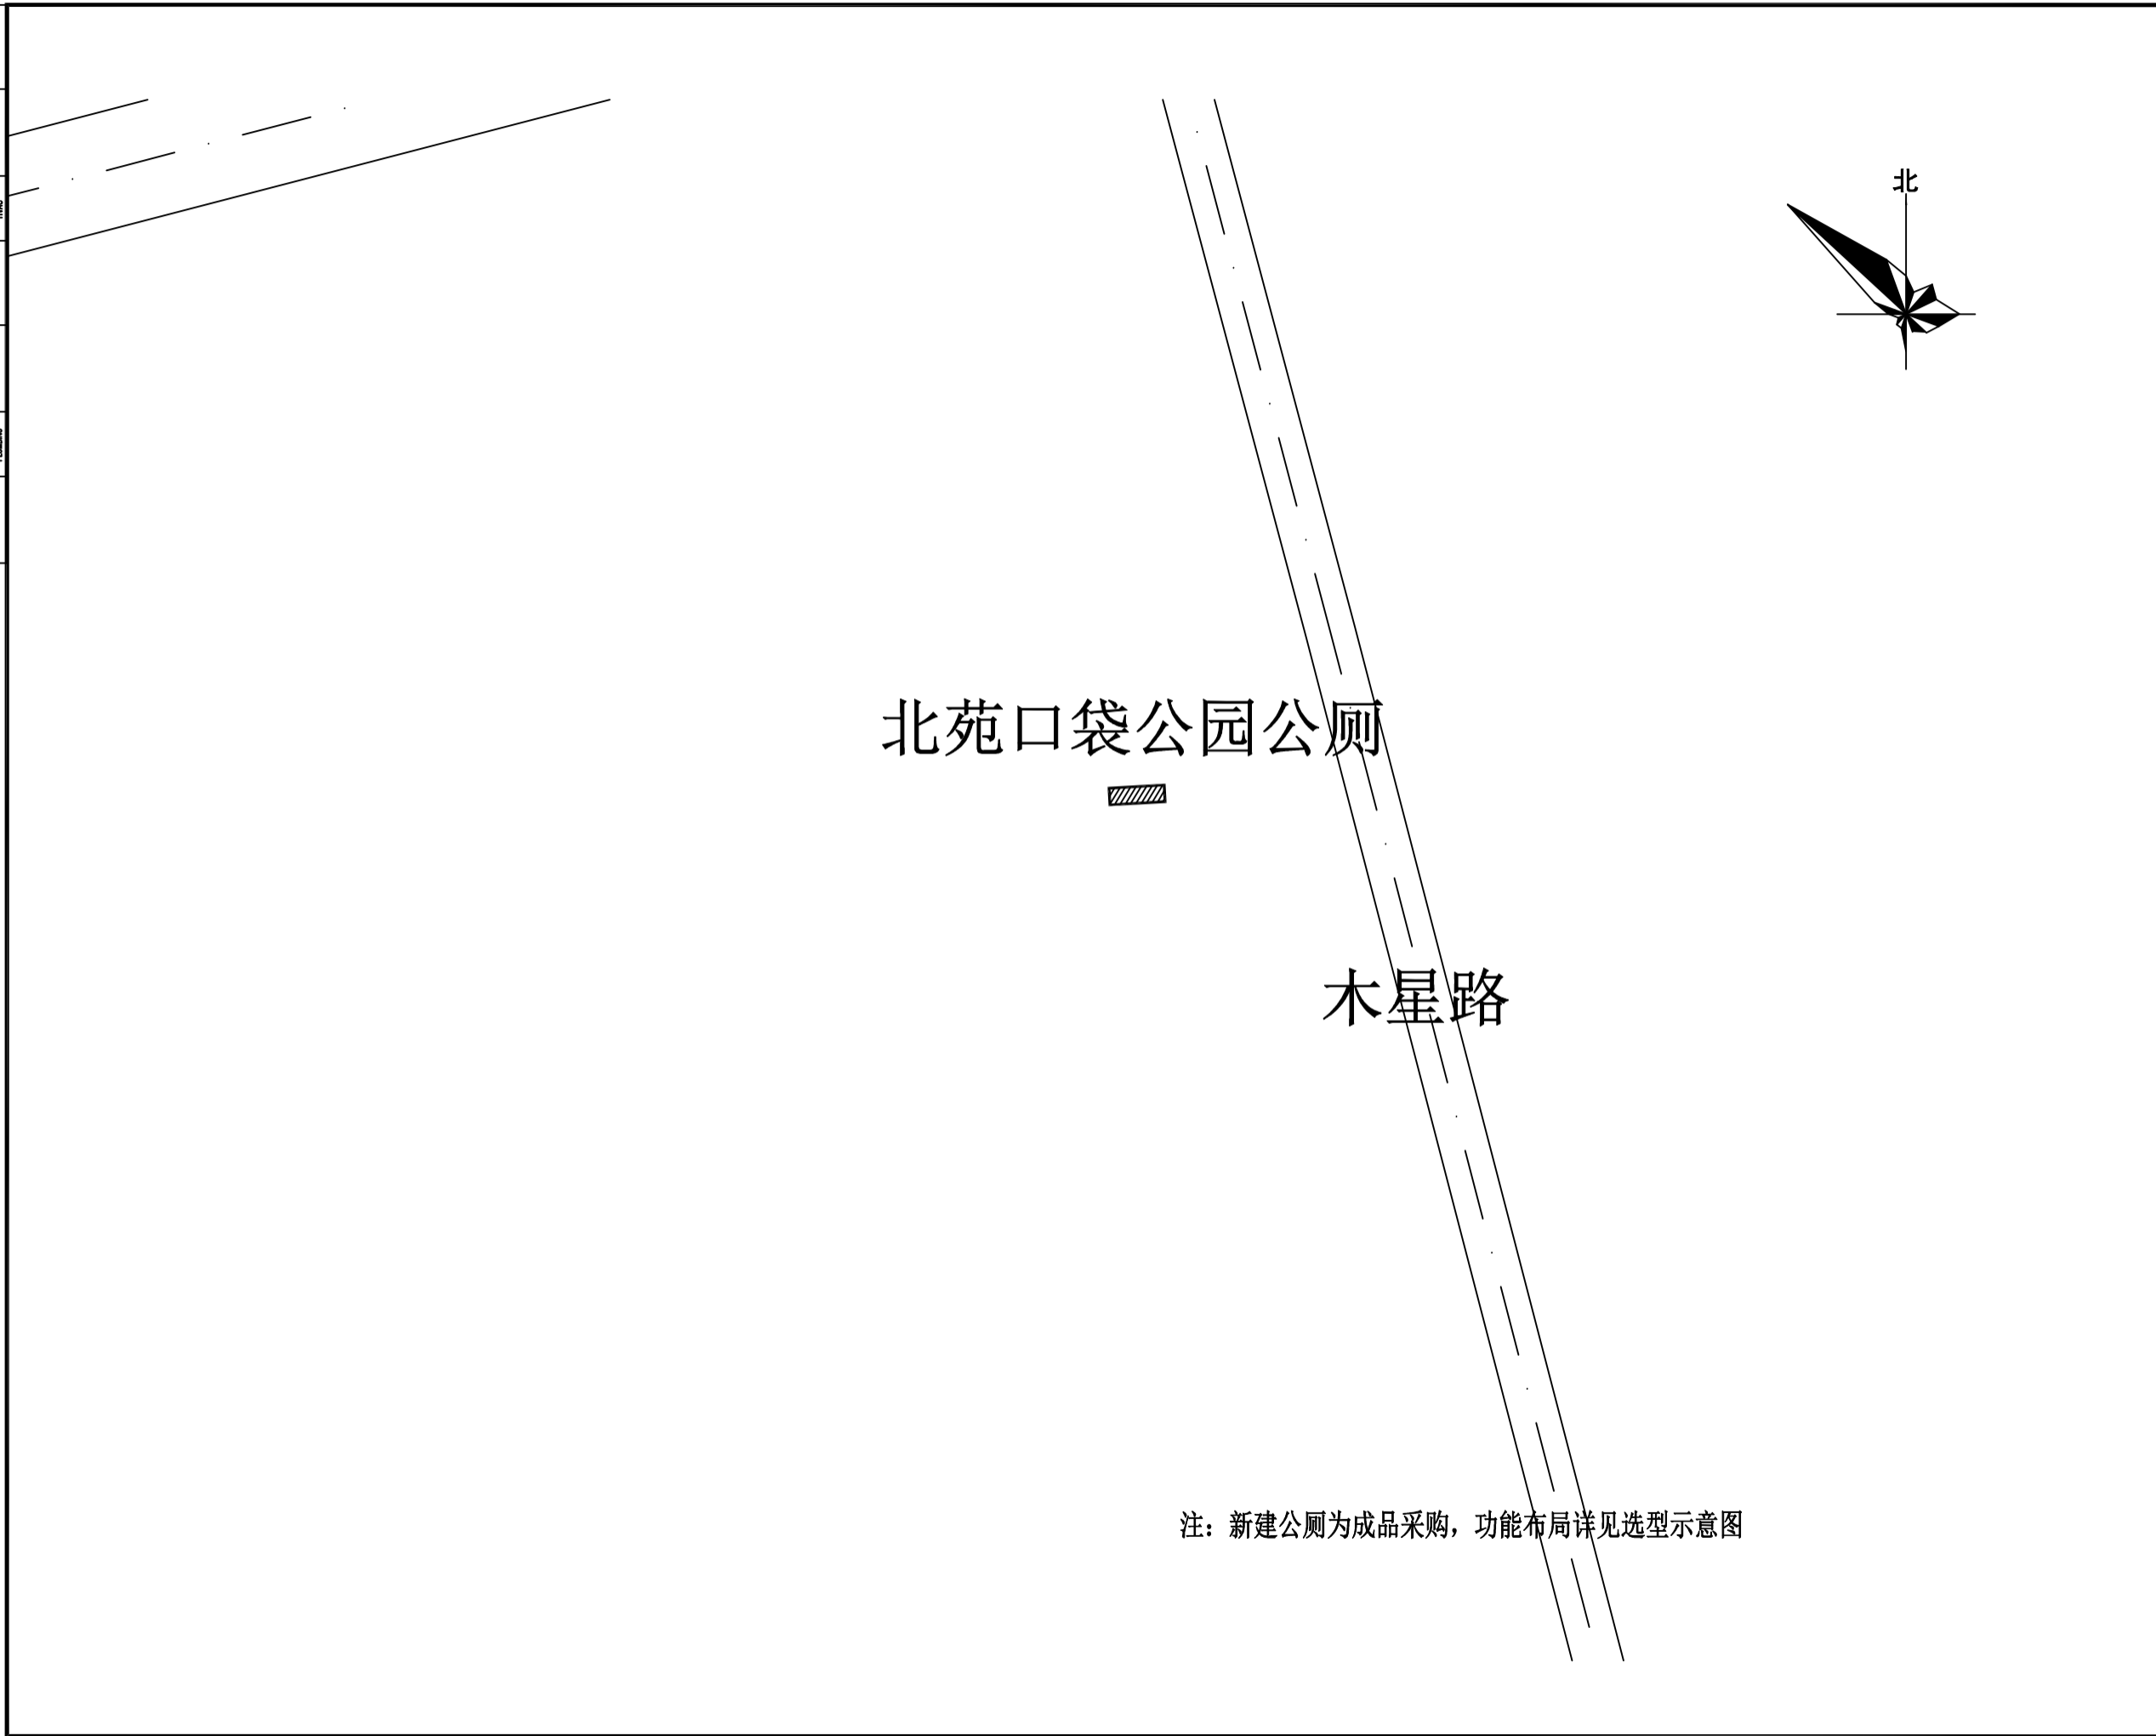 北
北苑口袋公园公厕
木星路
注：新建公厕为成品采购，功能布局详见选型示意图